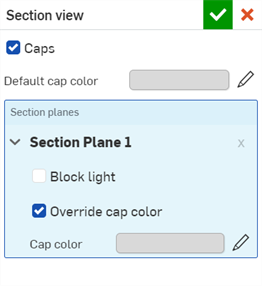 Section view
Caps
Default cap color
Section planes
Section Plane 1
x
Block light
Override cap color
Cap color